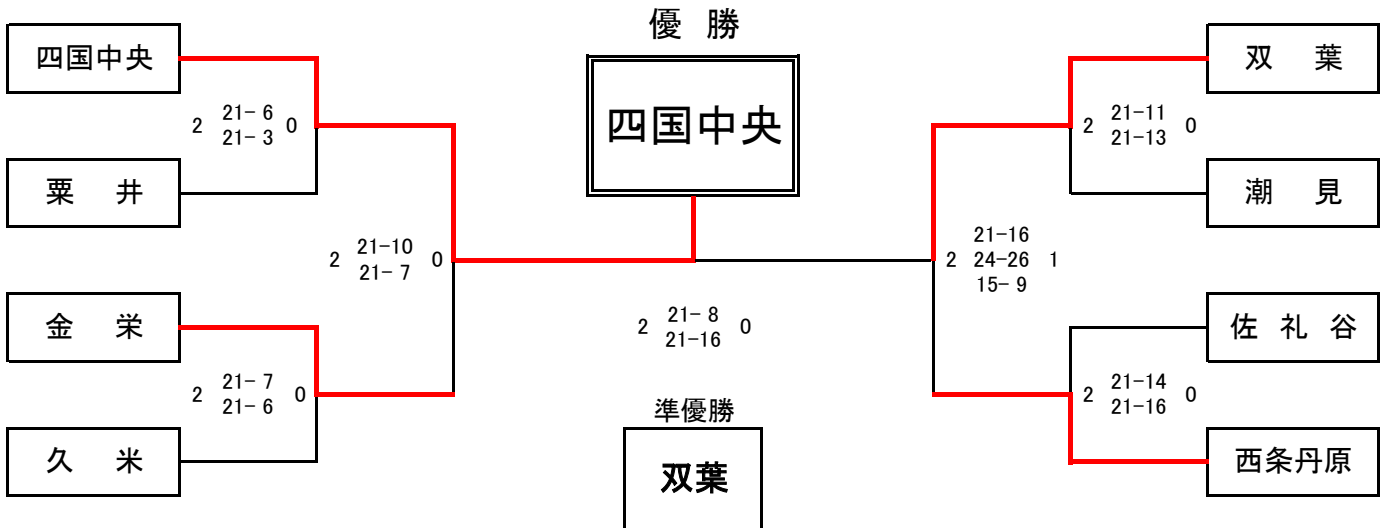 優 勝
四国中央
四国中央
2 21- 6 0
21- 3
粟 井
2 21-10 0
21- 7
金 栄
2 21- 7 0
21- 6
久 米
2 21- 8 0
21-16
準優勝
双葉
双 葉
2 21-11 0
21-13
潮 見
21-16
2 24-26 1
15- 9
佐 礼 谷
2 21-14 0
21-16
西条丹原